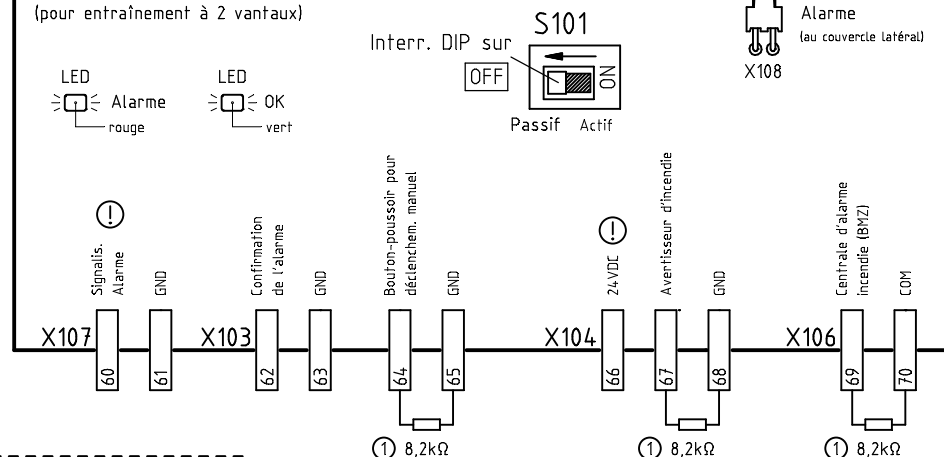 (pour entraînement à 2 vantaux)
S101
Interr. DIP sur
OFF
ON
Passif
Actif
Alarme
(au couvercle latéral)
X108
LED
Alarme
rouge
LED
OK
vert
!
Signalis.
Alarme
GND
Confirmation
de l'alarme
GND
Bouton-poussoir pour
déclenchem. manuel
GND
!
24VDC
Avertisseur d'incendie
GND
Centrale d'alarme
incendie (BMZ)
COM
X107
60
61
X103
62
63
64
65
X104
66
67
68
X106
69
70
1 8,2kΩ
1 8,2kΩ
1 8,2kΩ